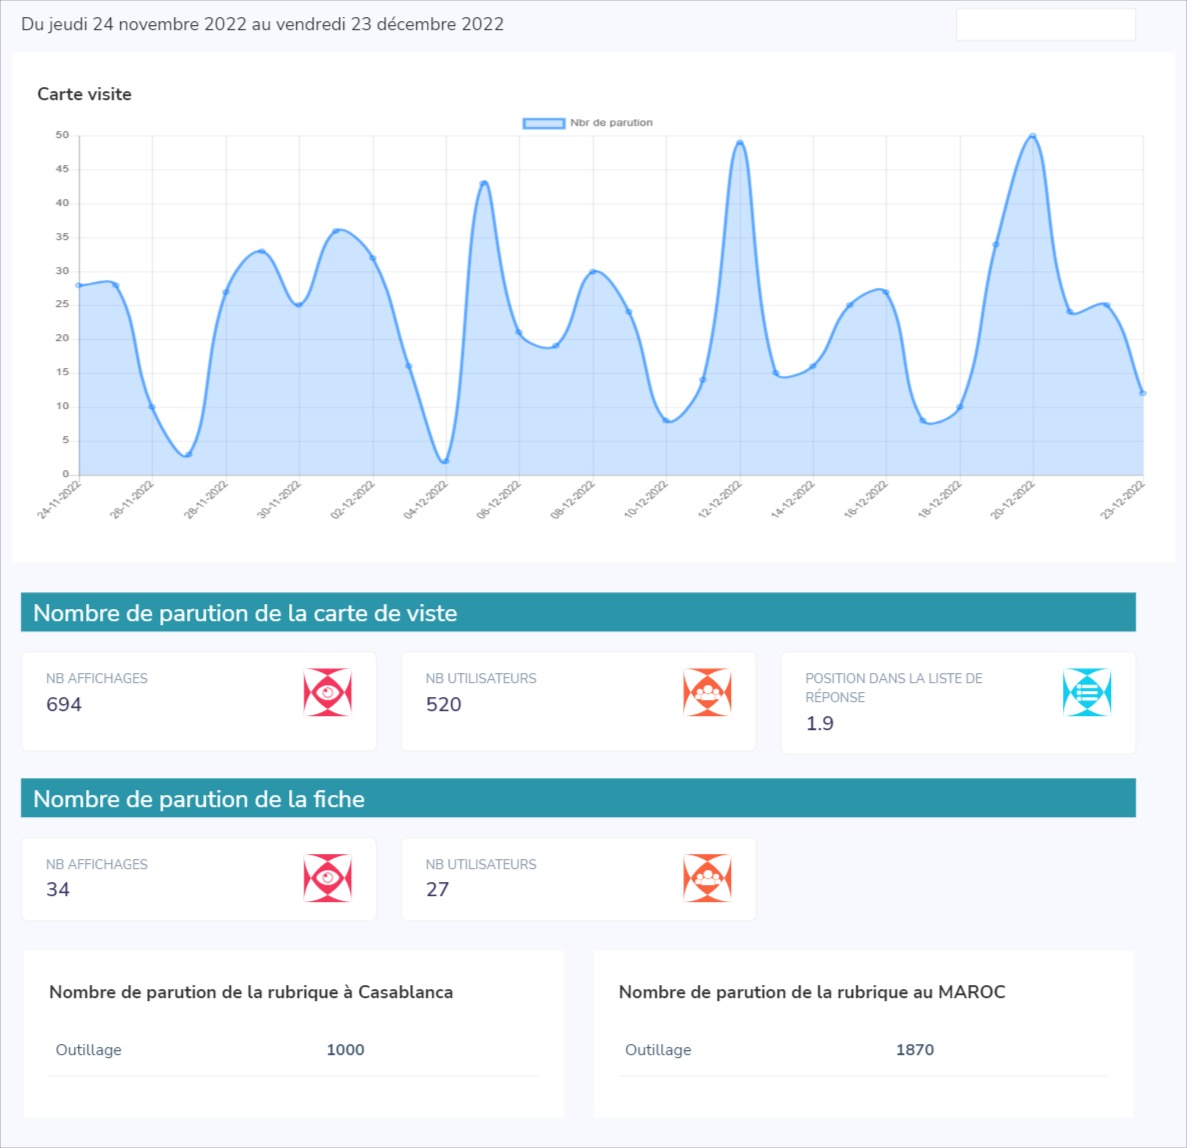 Du jeudi 24 novembre 2022 au vendredi 23 décembre 2022
Carte visite
Nbr de parution
50
45
40
35
30
25
20
15
10
5
0
24-11-2022
26-11-2022
28-11-2022
30-11-2022
02-12-2022
04-12-2022
06-12-2022
08-12-2022
10-12-2022
12-12-2022
14-12-2022
16-12-2022
18-12-2022
20-12-2022
23-12-2022
Nombre de parution de la carte de viste
NB AFFICHAGES
694
NB UTILISATEURS
520
POSITION DANS LA LISTE DE
RÉPONSE
1.9
Nombre de parution de la fiche
NB AFFICHAGES
34
NB UTILISATEURS
27
Nombre de parution de la rubrique à Casablanca
Outillage 1000
Nombre de parution de la rubrique au MAROC
Outillage 1870